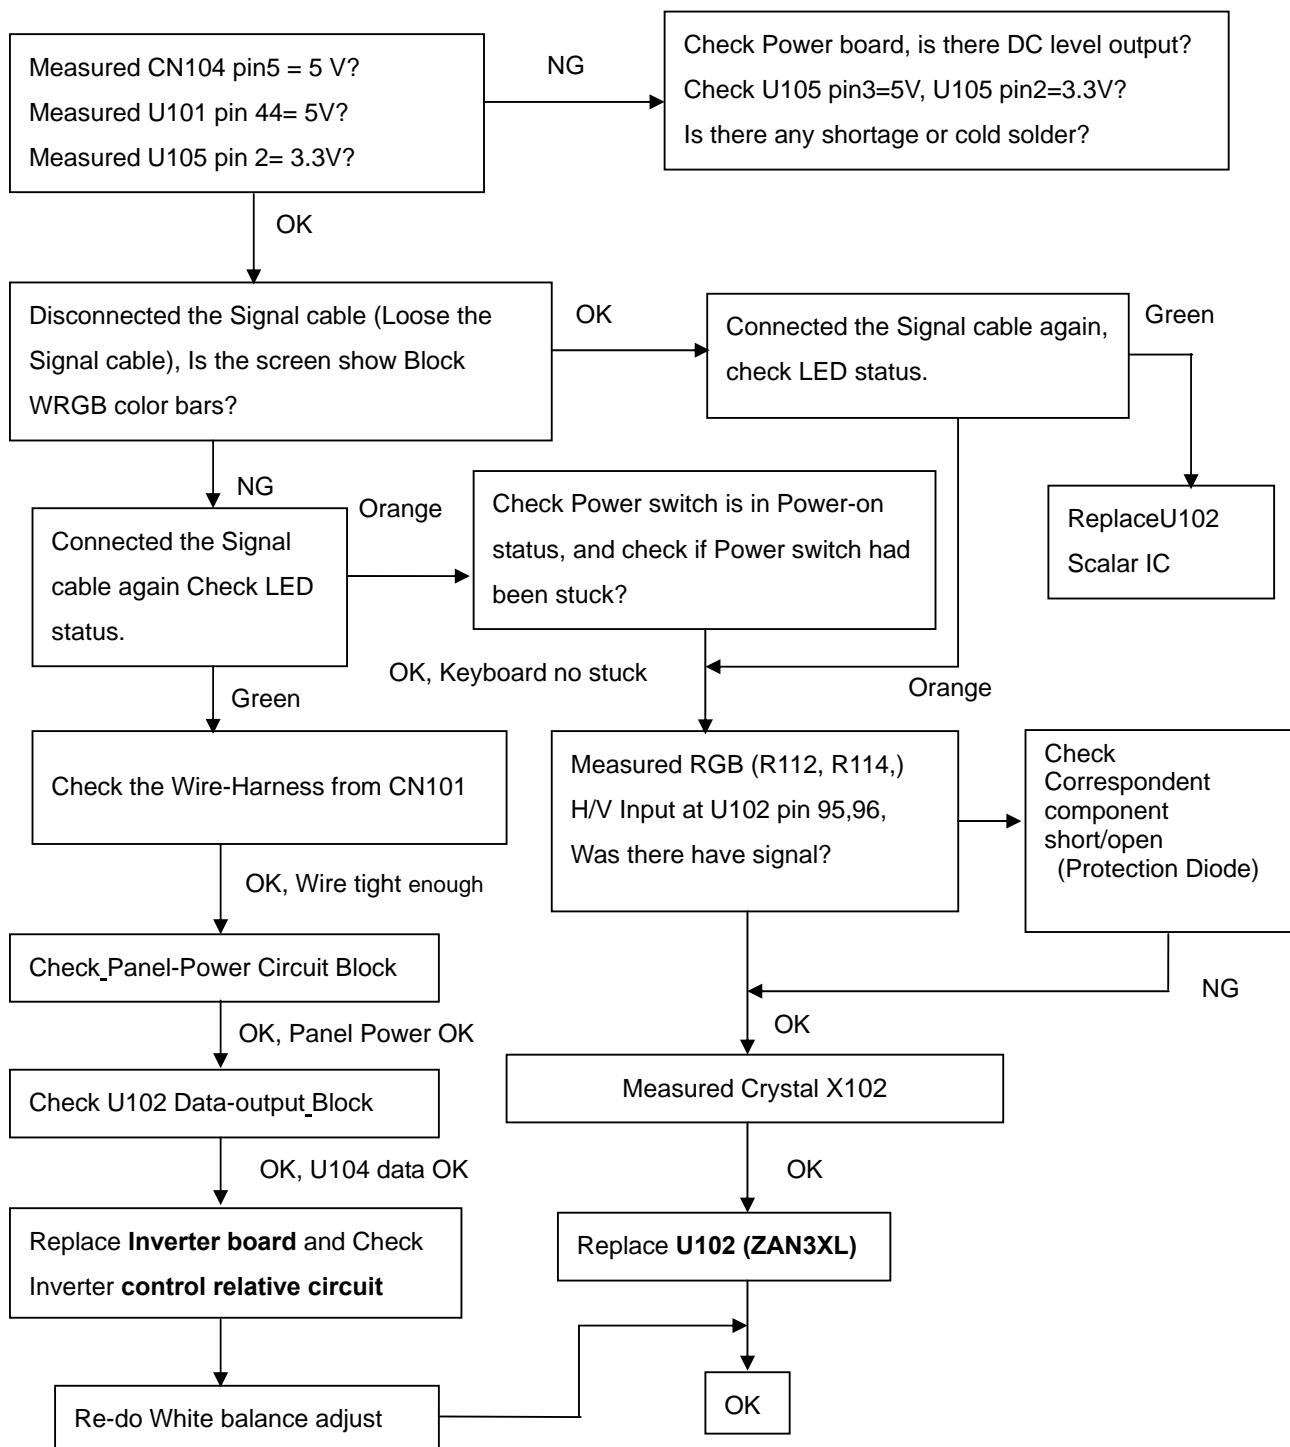 Measured CN104 pin5 = 5 V?
Measured U101 pin 44= 5V?
Measured U105 pin 2= 3.3V?
NG
Check Power board, is there DC level output?
Check U105 pin3=5V, U105 pin2=3.3V?
Is there any shortage or cold solder?
OK
Disconnected the Signal cable (Loose the
Signal cable), Is the screen show Block
WRGB color bars?
OK
Connected the Signal cable again,
check LED status.
Green
ReplaceU102
Scalar IC
NG
Connected the Signal
cable again Check LED
status.
Orange
Check Power switch is in Power-on
status, and check if Power switch had
been stuck?
OK, Keyboard no stuck
Orange
Green
Check the Wire-Harness from CN101
Measured RGB (R112, R114,)
H/V Input at U102 pin 95,96,
Was there have signal?
Check
Correspondent
component
short/open
(Protection Diode)
OK, Wire tight enough
Check Panel-Power Circuit Block
NG
OK
OK, Panel Power OK
Measured Crystal X102
Check U102 Data-output Block
OK, U104 data OK
OK
Replace Inverter board and Check
Inverter control relative circuit
Replace U102 (ZAN3XL)
Re-do White balance adjust
OK